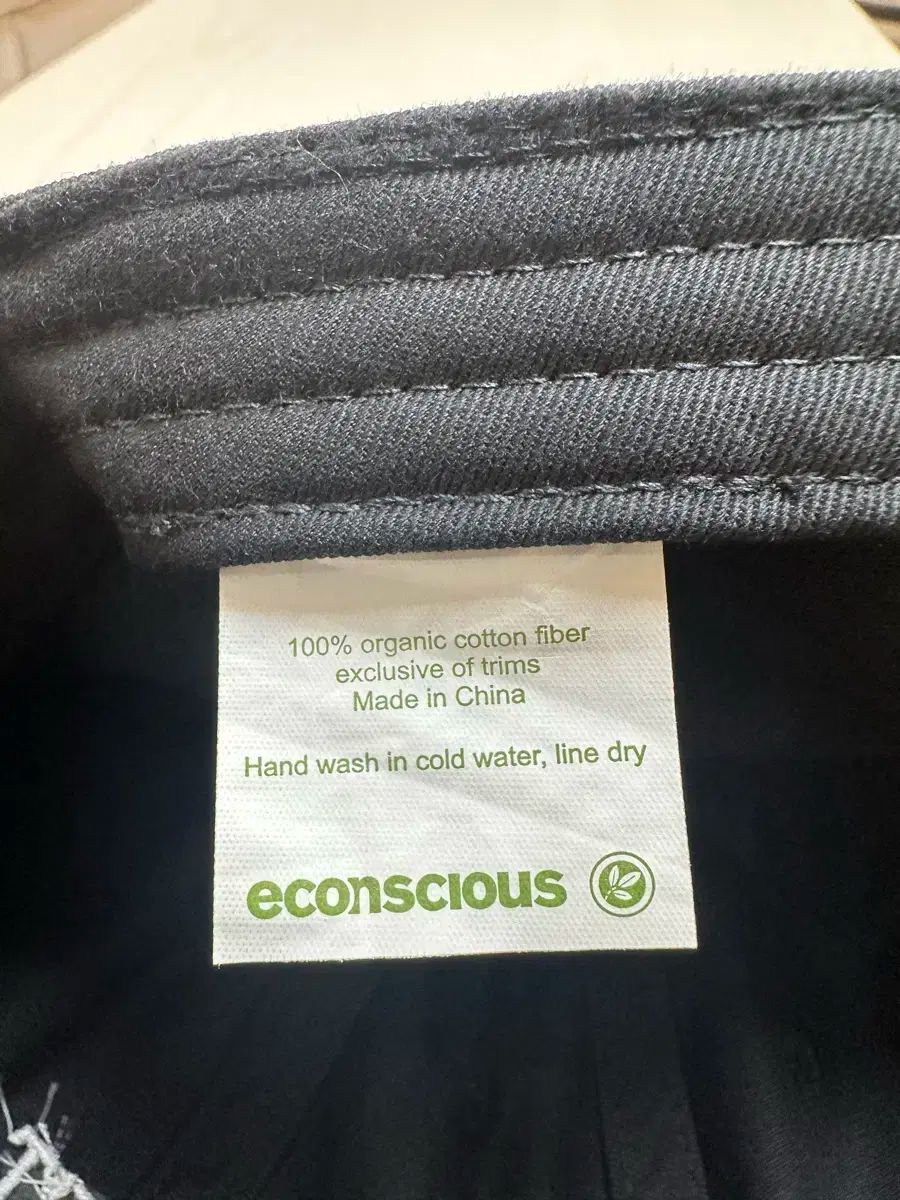 100% organic cotton fiber
exclusive of trims
Made in China
Hand wash in cold water, line dry
econscious